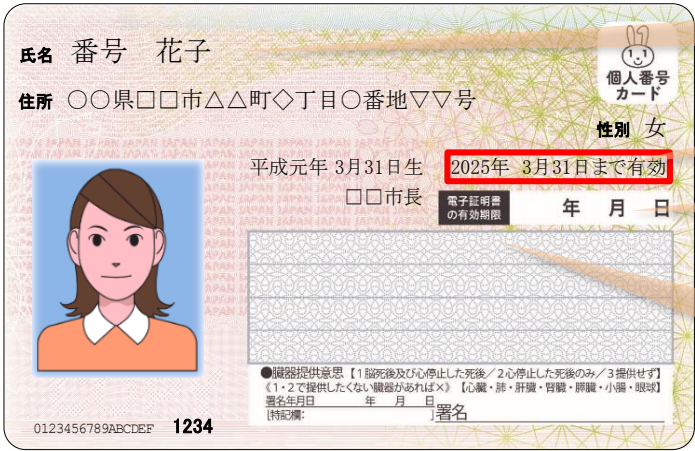 氏名 番号 花子
個人番号
カード
住所 〇〇県□□市△△町◇丁目〇番地▽▽号
性別 女
平成元年 3月31日生 2025年 3月31日まで有効
□□市長
電子証明書
の有効期限
年 月 日
●臓器提供意思【1脳死後及び心停止した死後／2心停止した死後のみ／3提供せず】
《1・2で提供したくない臓器があれば×》【心臓・肺・肝臓・腎臓・膵臓・小腸・眼球】
署名年月日 年 月 日
[特記欄: ]署名
0123456789ABCDEF 1234